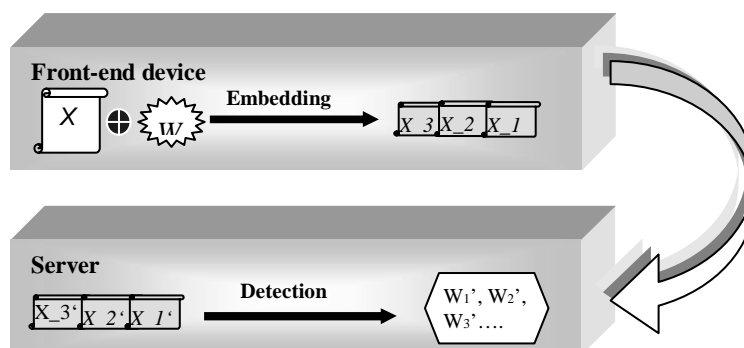 Front-end device
X
W
Embedding
X_3 X_2 X_1
Server
X_3‘ X_2‘ X_1‘
Detection
W₁’, W₂’,
W₃’….